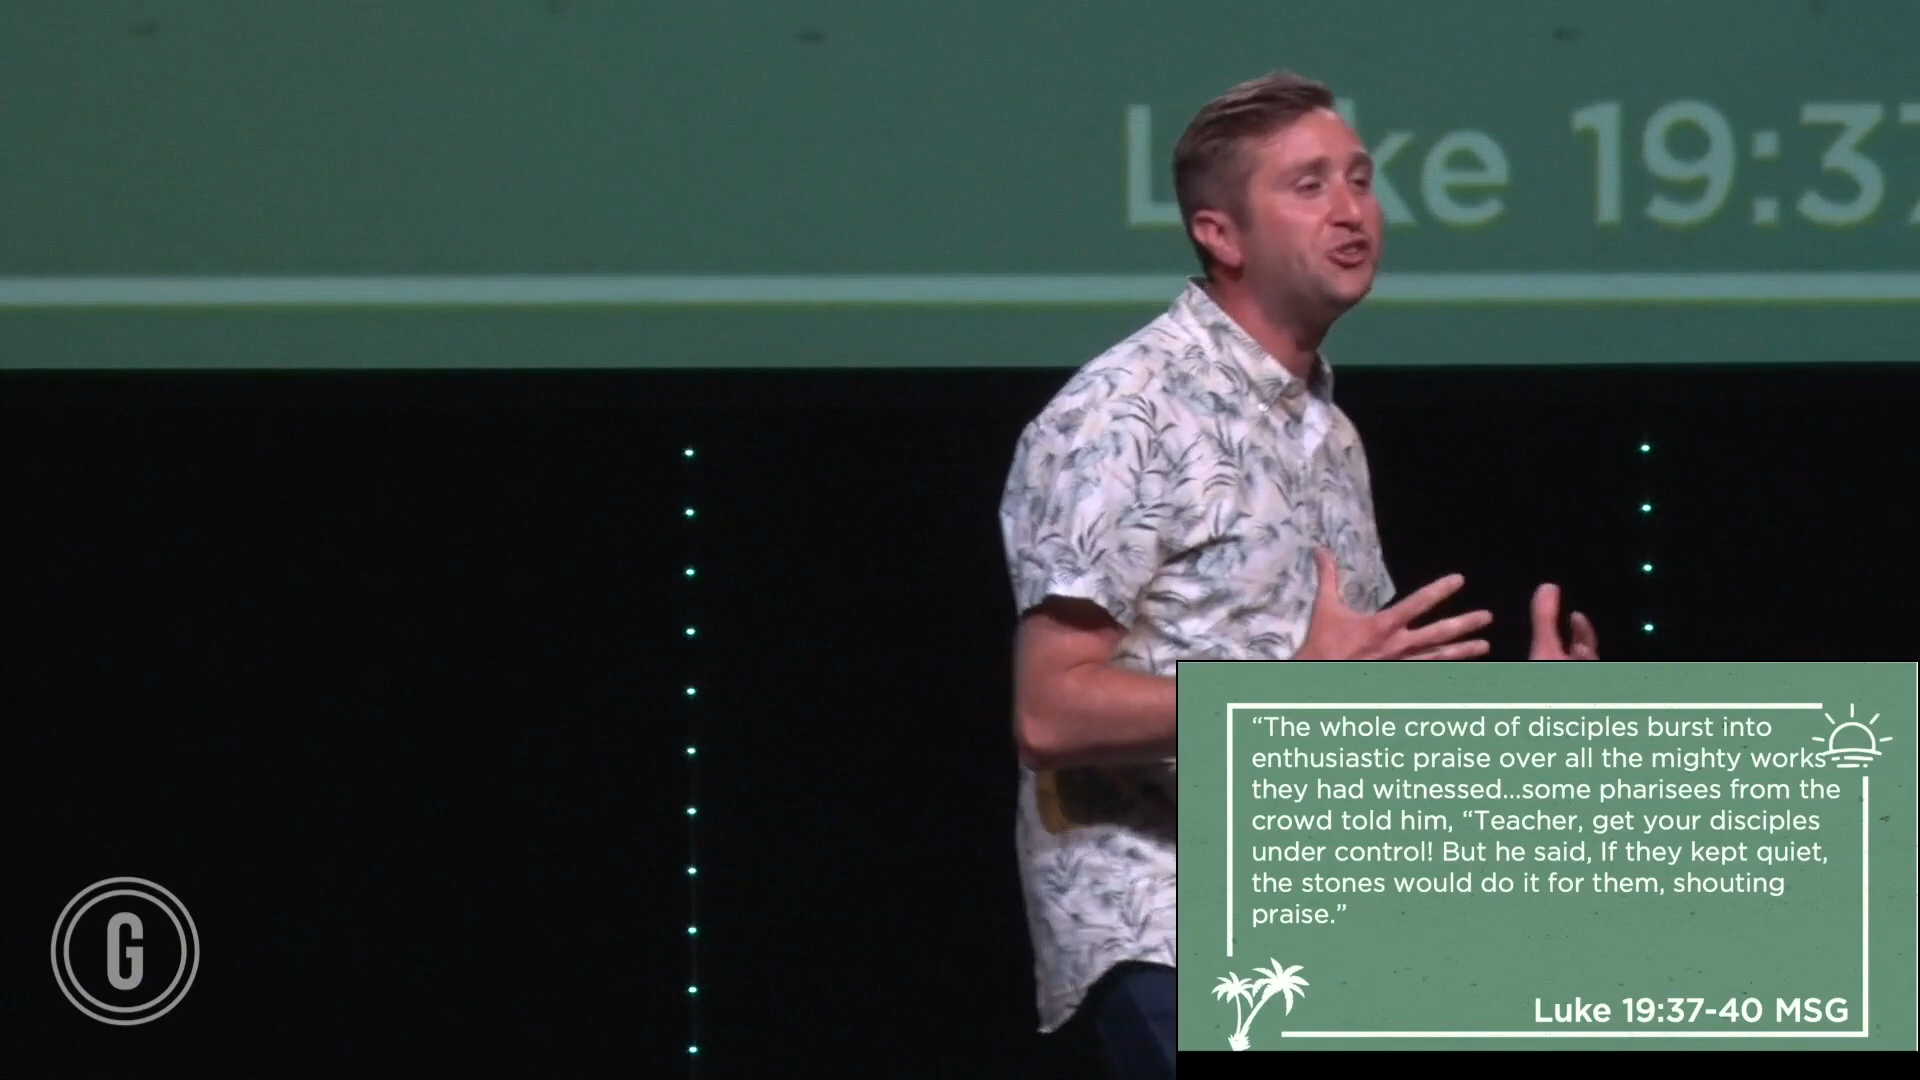 Luke 19:37
G
“The whole crowd of disciples burst into
enthusiastic praise over all the mighty works
they had witnessed...some pharisees from the
crowd told him, “Teacher, get your disciples
under control! But he said, If they kept quiet,
the stones would do it for them, shouting
praise.”
Luke 19:37-40 MSG